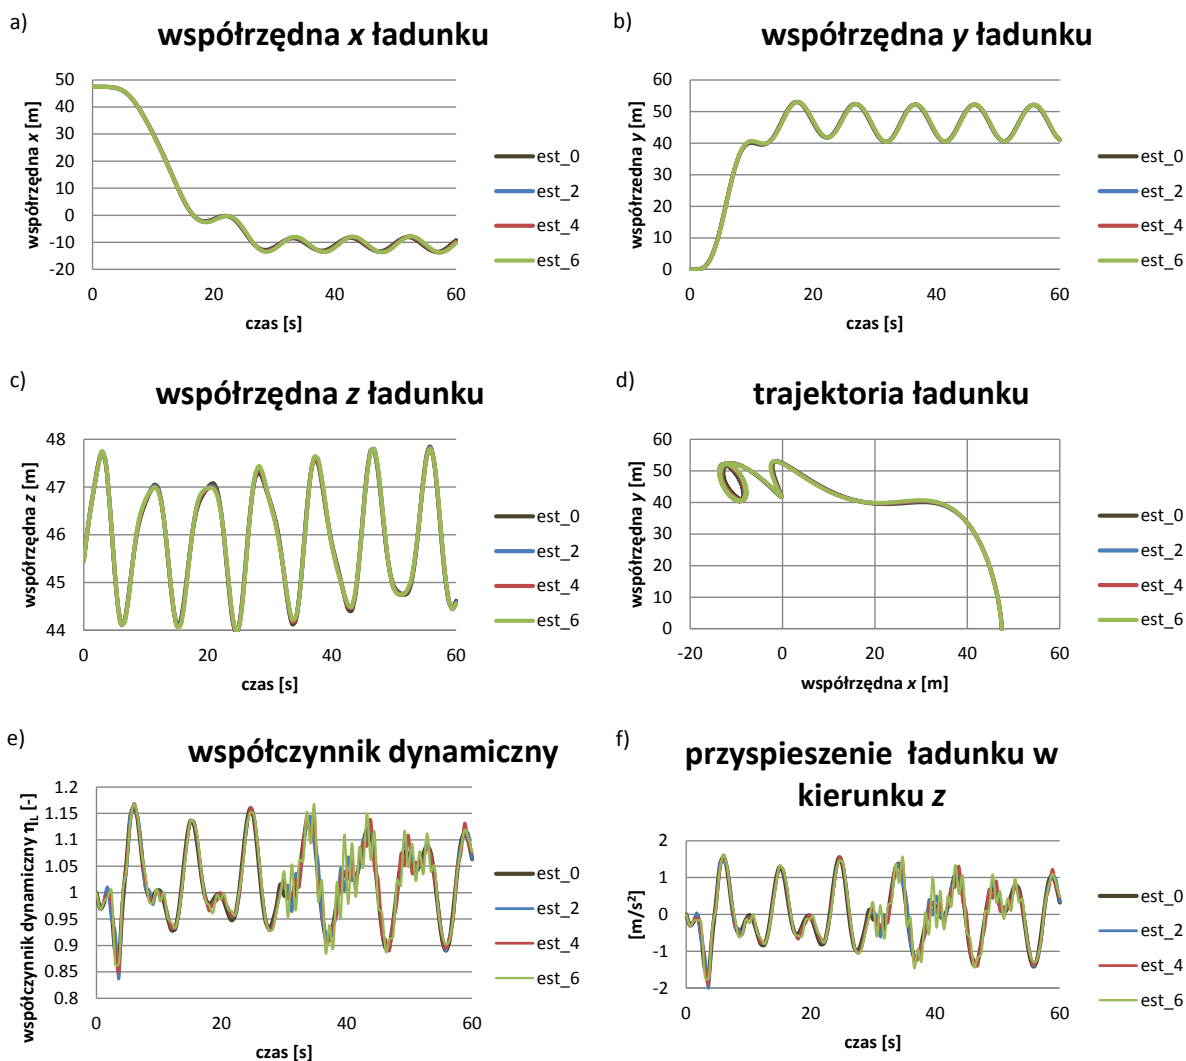 a)
współrzędna x ładunku
współrzędna x [m]
50
40
30
20
10
0
-10
-20
0
20
40
60
czas [s]
est_0
est_2
est_4
est_6
b)
współrzędna y ładunku
współrzedna y [m]
60
50
40
30
20
10
0
0
20
40
60
czas [s]
est_0
est_2
est_4
est_6
c)
współrzędna z ładunku
współrzędna z [m]
48
47
46
45
44
0
20
40
60
czas [s]
est_0
est_2
est_4
est_6
d)
trajektoria ładunku
współrzędna y [m]
60
50
40
30
20
10
0
-20
0
20
40
60
współrzędna x [m]
est_0
est_2
est_4
est_6
e)
współczynnik dynamiczny
współczynnik dynamiczny ηL [-]
1.2
1.15
1.1
1.05
1
0.95
0.9
0.85
0.8
0
20
40
60
czas [s]
est_0
est_2
est_4
est_6
f)
przyspieszenie ładunku w
kierunku z
[m/s²]
2
1
0
-1
-2
0
20
40
60
czas [s]
est_0
est_2
est_4
est_6